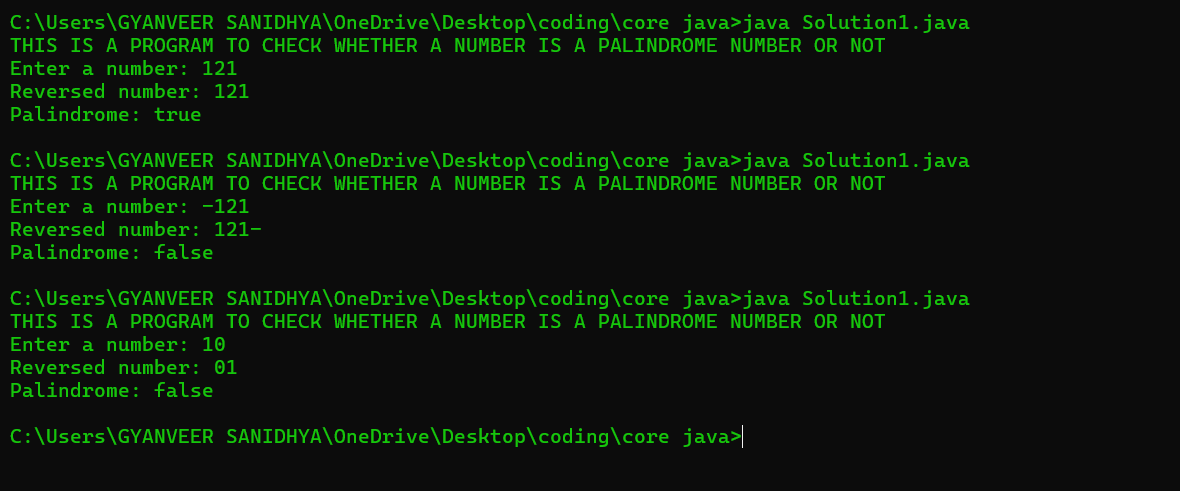 C:\Users\GYANVEER SANIDHYA\OneDrive\Desktop\coding\core java>java Solution1.java
THIS IS A PROGRAM TO CHECK WHETHER A NUMBER IS A PALINDROME NUMBER OR NOT
Enter a number: 121
Reversed number: 121
Palindrome: true
C:\Users\GYANVEER SANIDHYA\OneDrive\Desktop\coding\core java>java Solution1.java
THIS IS A PROGRAM TO CHECK WHETHER A NUMBER IS A PALINDROME NUMBER OR NOT
Enter a number: -121
Reversed number: 121-
Palindrome: false
C:\Users\GYANVEER SANIDHYA\OneDrive\Desktop\coding\core java>java Solution1.java
THIS IS A PROGRAM TO CHECK WHETHER A NUMBER IS A PALINDROME NUMBER OR NOT
Enter a number: 10
Reversed number: 01
Palindrome: false
C:\Users\GYANVEER SANIDHYA\OneDrive\Desktop\coding\core java>